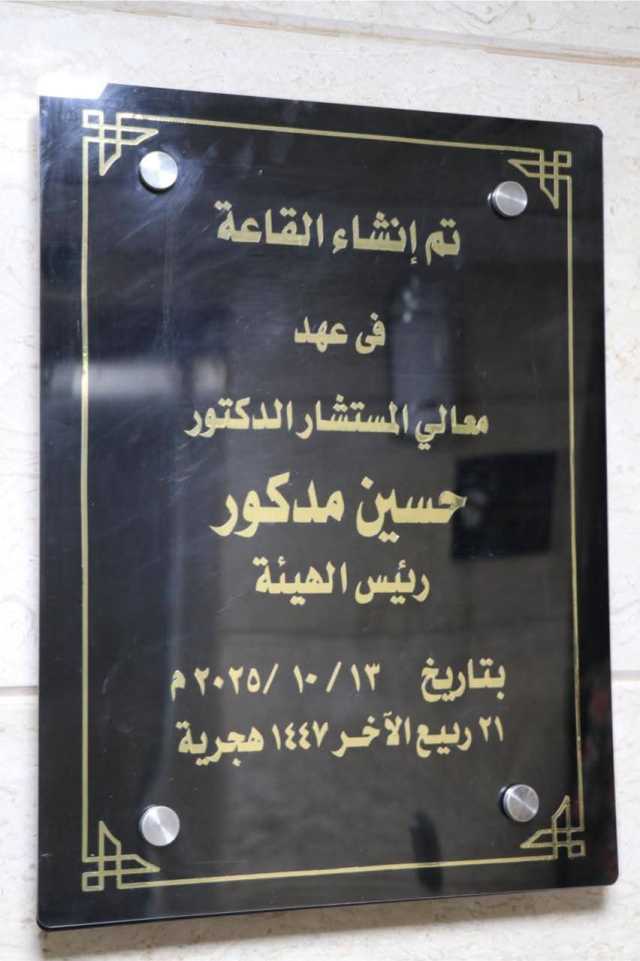 تم إنشاء القاعة
فى عهد
معالي المستشار الدكتور
حسين مدكور
رئيس الهيئة
بتاريخ ١٣ / ١٠ / ٢٠٢٥ م
٢١ ربيع الآخر ١٤٤٧ هجرية